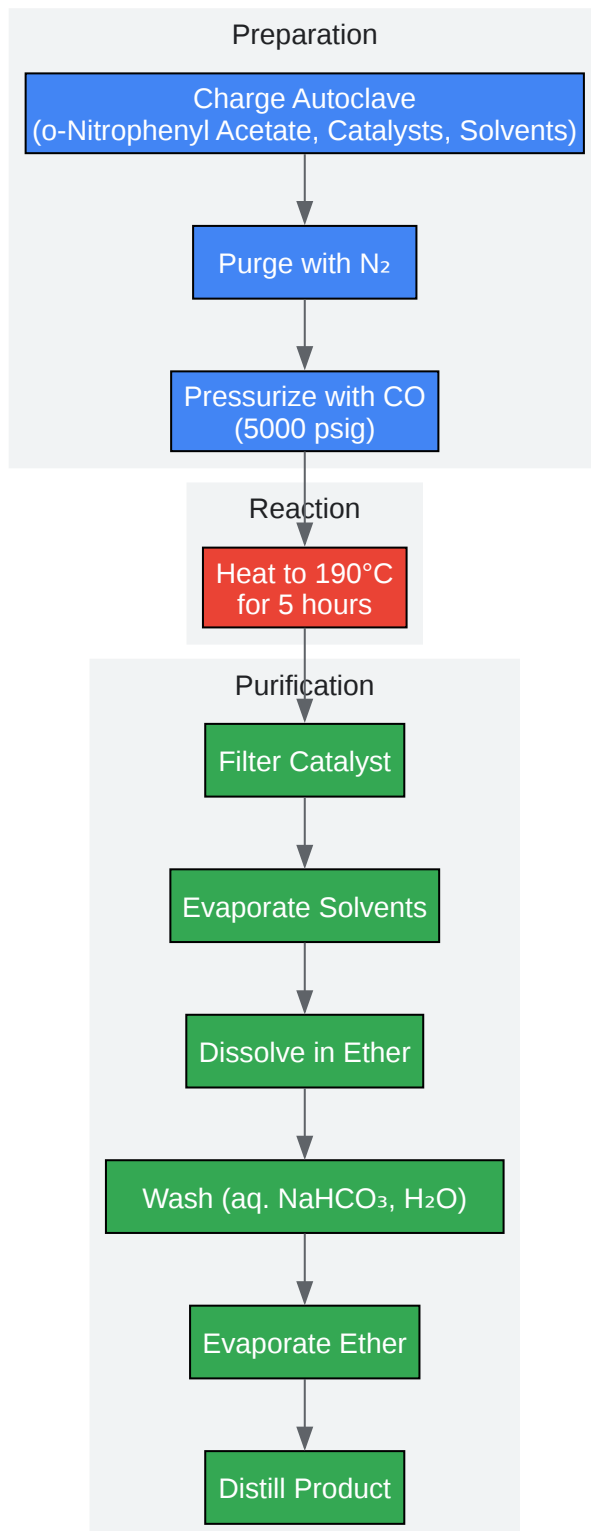 Preparation
Charge Autoclave
(o-Nitrophenyl Acetate, Catalysts, Solvents)
Purge with N₂
Pressurize with CO
(5000 psig)
Reaction
Heat to 190°C
for 5 hours
Purification
Filter Catalyst
Evaporate Solvents
Dissolve in Ether
Wash (aq. NaHCO₃, H₂O)
Evaporate Ether
Distill Product